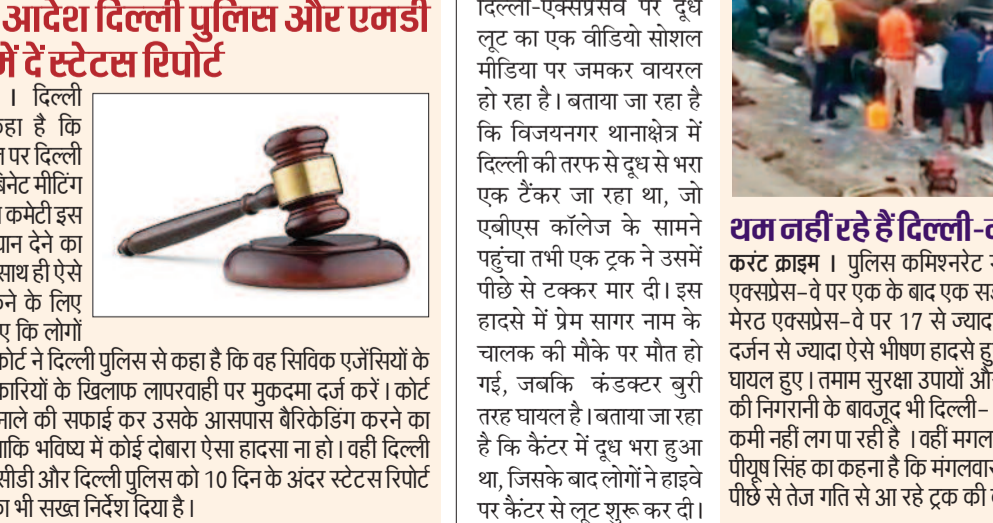 आदेश दिल्ली पुलिस और एमडी
में दें स्टेटस रिपोर्ट
। दिल्ली
है कि
पर दिल्ली
मीटिंग
कमेटी इस
देने का
साथ ही ऐसे
के लिए
कि लोगों
कोर्ट ने दिल्ली पुलिस से कहा है कि वह सिविक एजेंसियों के
के खिलाफ लापरवाही पर मुकदमा दर्ज करें। कोर्ट
नाले की सफाई कर उसके आसपास बैरिकेडिंग करने का
ताकि भविष्य में कोई दोबारा ऐसा हादसा ना हो। वही दिल्ली
और दिल्ली पुलिस को 10 दिन के अंदर स्टेटस रिपोर्ट
का भी सख्त निर्देश दिया है।
दिल्ली-एक्सप्रेसवे पर दूध
लूट का एक वीडियो सोशल
मीडिया पर जमकर वायरल
हो रहा है। बताया जा रहा है
कि विजयनगर थानाक्षेत्र में
दिल्ली की तरफ से दूध से भरा
एक टैंकर जा रहा था, जो
एबीएस कॉलेज के सामने
पहुंचा तभी एक ट्रक ने उसमें
पीछे से टक्कर मार दी। इस
हादसे में प्रेम सागर नाम के
चालक की मौके पर मौत हो
गई, जबकि कंडक्टर बुरी
तरह घायल है। बताया जा रहा
है कि कैंटर में दूध भरा हुआ
था, जिसके बाद लोगों ने हाइवे
पर कैंटर से लूट शुरू कर दी।
थम नहीं रहे हैं दिल्ली-
करंट क्राइम । पुलिस कमिश्नरेट
एक्सप्रेस-वे पर एक के बाद एक
मेरठ एक्सप्रेस-वे पर 17 से ज्यादा
दर्जन से ज्यादा ऐसे भीषण हादसे
घायल हुए। तमाम सुरक्षा उपायों
की निगरानी के बावजूद भी दिल्ली-
कमी नहीं लग पा रही है । वहीं
पीयूष सिंह का कहना है कि मंगलवार
पीछे से तेज गति से आ रहे ट्रक की